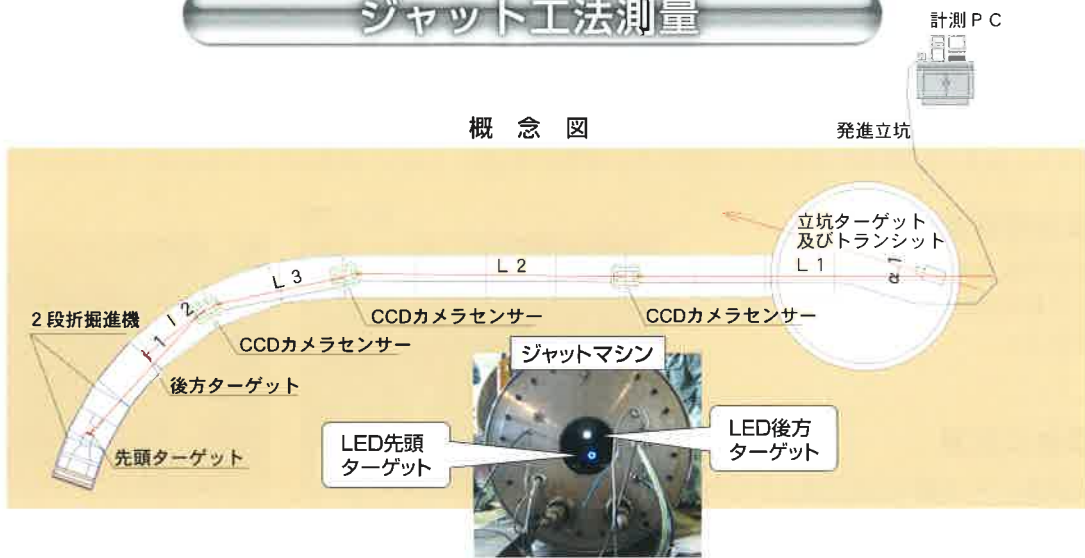 ジャット工法測量
計測PC
概念図
発進立坑
立坑ターゲット
及びトランシット
L1
α1
L2
L3
l2
l1
2段折掘進機
CCDカメラセンサー
CCDカメラセンサー
CCDカメラセンサー
後方ターゲット
先頭ターゲット
ジャットマシン
LED先頭
ターゲット
LED後方
ターゲット